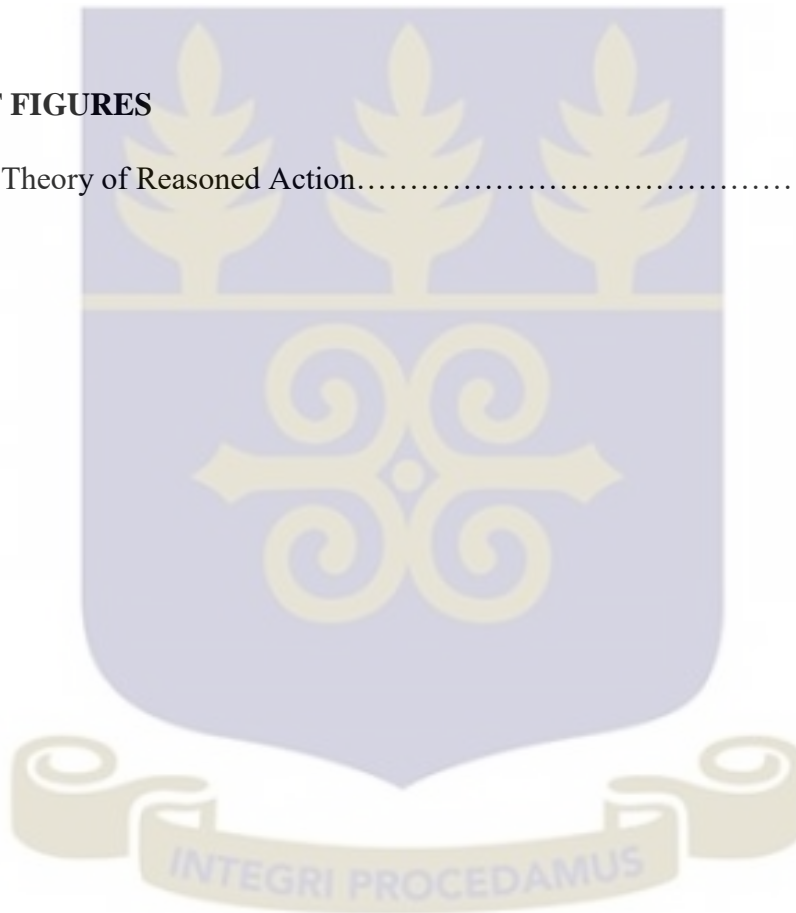 FIGURES
Theory of Reasoned Action……………………………………
INTEGRI PROCEDAMUS